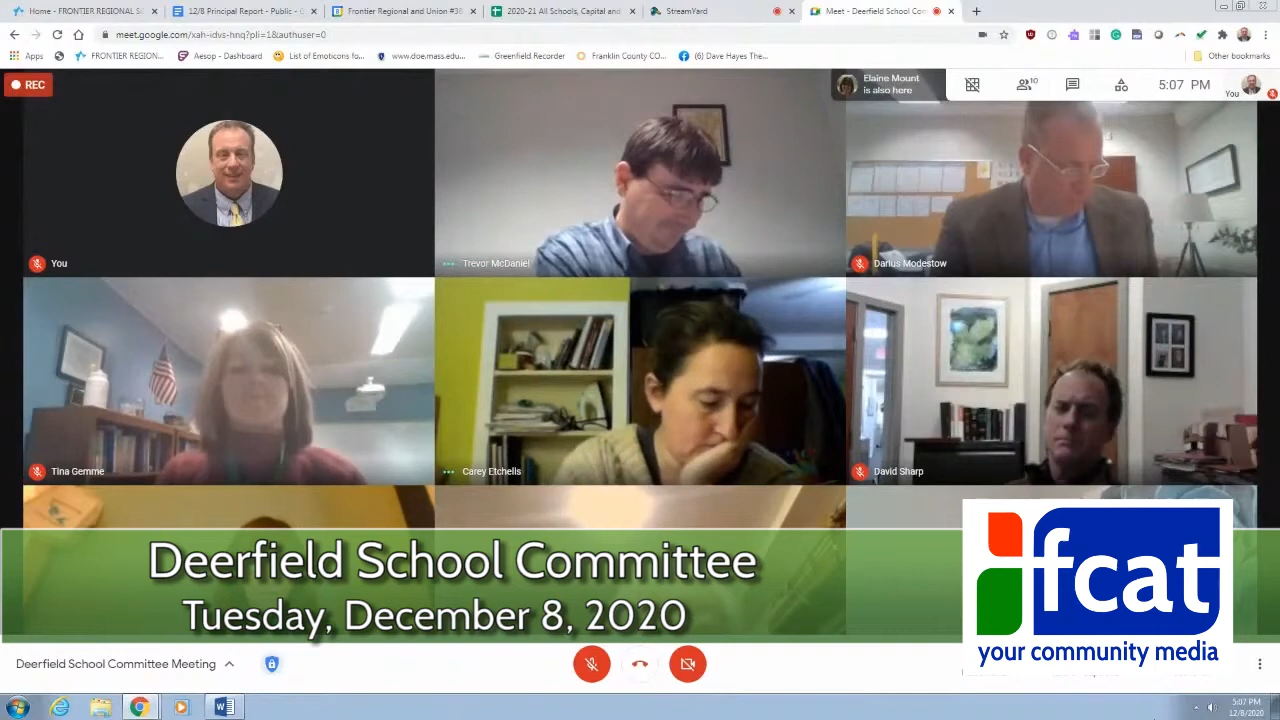 Home - FRONTIER REGIONAL S
12/8 Principal Report - Public - G
Frontier Regional and Union #38
2020-21 All Schools, Capital and
StreamYard
Meet - Deerfield School Com
meet.google.com/xah-idvs-hnq?pli=1&authuser=0
Apps
FRONTIER REGION...
Aesop - Dashboard
List of Emoticons fo...
www.doe.mass.edu...
Greenfield Recorder
Franklin County CO...
(6) Dave Hayes The...
Other bookmarks
REC
Elaine Mount
is also here
10
5:07 PM
You
You
Trevor McDaniel
Darius Modestow
Tina Gemme
Carey Etchells
David Sharp
Deerfield School Committee
Tuesday, December 8, 2020
fcat
your community media
Deerfield School Committee Meeting
5:07 PM
12/8/2020